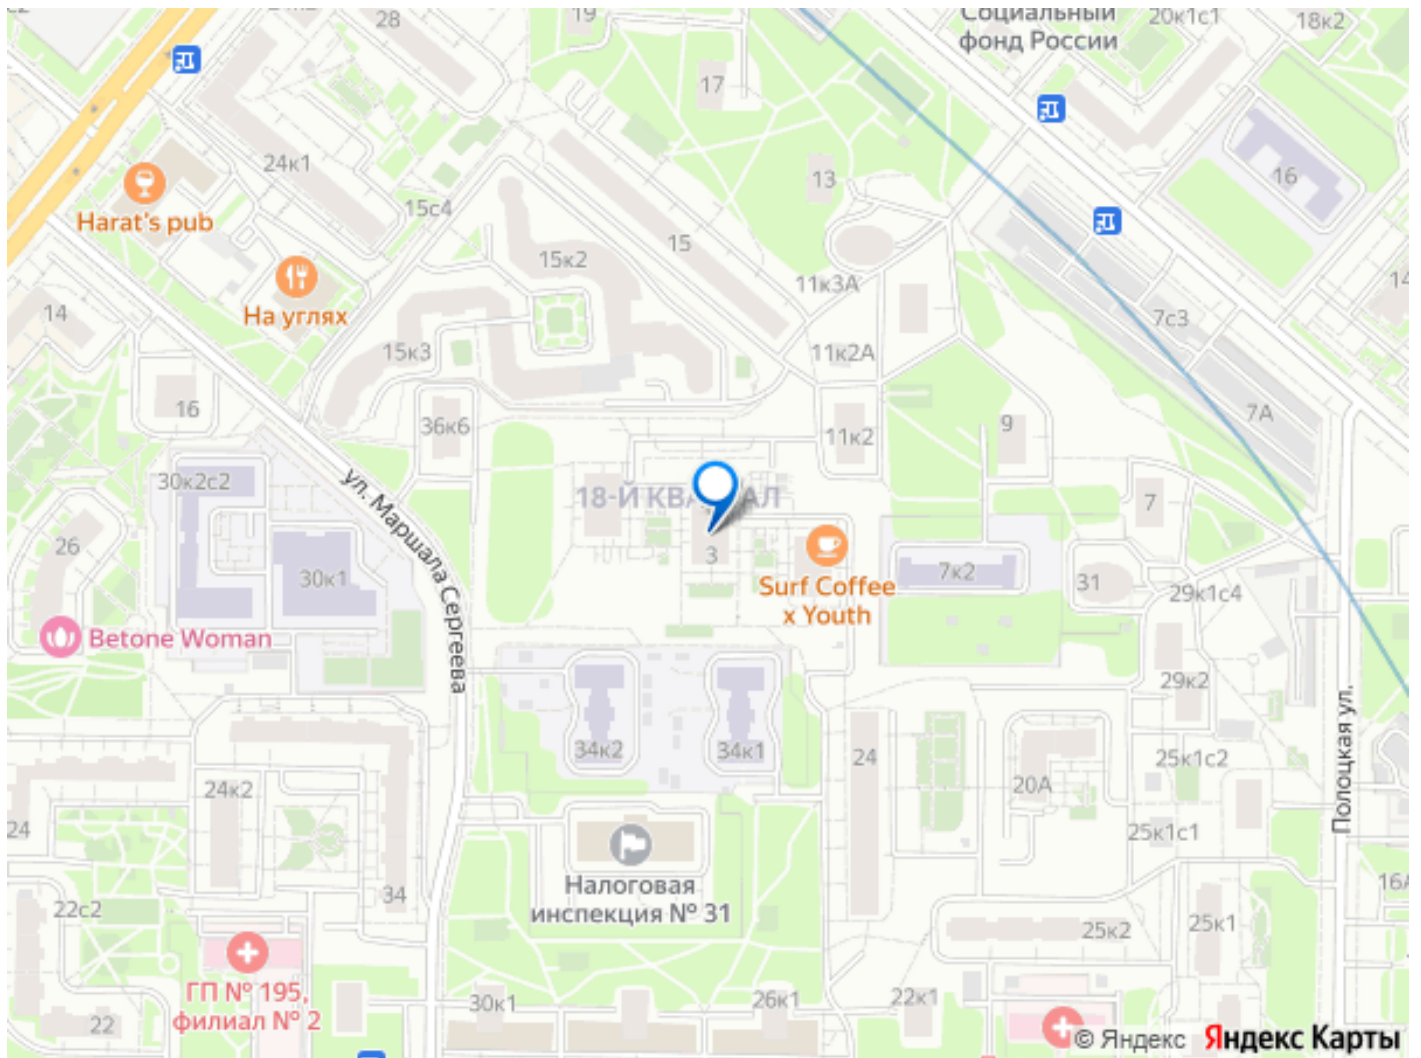 28
19
Социальный
фонд России
20к1с1
18к2
17
24к1
Harat's pub
15с4
13
16
15к2
15
11к3А
14
На углях
7с3
14
15к3
11к2А
16
36к6
11к2
9
7А
30к2с2
ул. Маршала Сергеева
18-Й КВА
АЛ
7
26
30к1
3
Surf Coffee
x Youth
7к2
31
29к1с4
Betone Woman
29к2
Полоцкая ул.
34к2
34к1
24
25к1с2
24к2
20А
24
25к1с1
Налоговая
инспекция № 31
34
16А
22с2
25к2
25к1
ГП № 195,
филиал № 2
22
30к1
26к1
22к1
© Яндекс Яндекс Карты